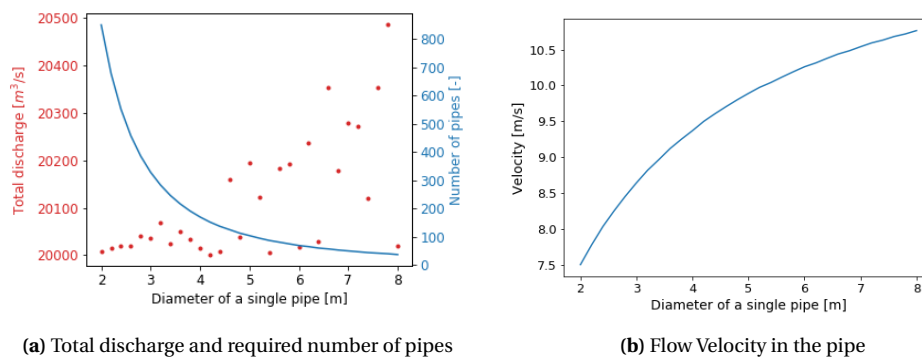 20500
20400
20300
20200
20100
20000
Total discharge [m³/s]
800
700
600
500
400
300
200
100
0
Number of pipes [-]
2 3 4 5 6 7 8
Diameter of a single pipe [m]
(a) Total discharge and required number of pipes
10.5
10.0
9.5
9.0
8.5
8.0
7.5
Velocity [m/s]
2 3 4 5 6 7 8
Diameter of a single pipe [m]
(b) Flow Velocity in the pipe